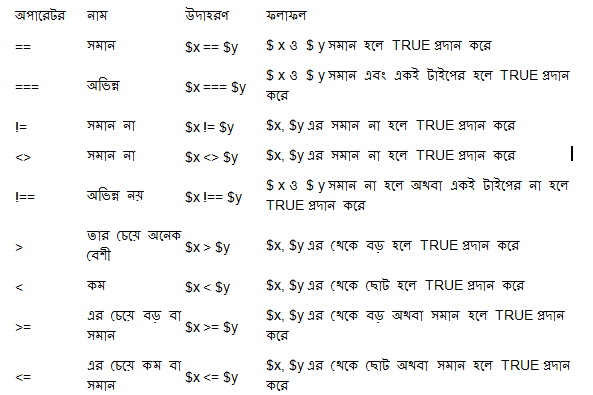 অপারেটর নাম উদাহরণ ফলাফল
== সমান $x == $y $ x ও $ y সমান হলে TRUE প্রদান করে
=== অভিন্ন $x === $y $ x ও $ y সমান এবং একই টাইপের হলে TRUE প্রদান করে
!= সমান না $x != $y $x, $y এর সমান না হলে TRUE প্রদান করে
<> সমান না $x <> $y $x, $y এর সমান না হলে TRUE প্রদান করে
!== অভিন্ন নয় $x !== $y $ x ও $ y সমান না হলে অথবা একই টাইপের না হলে TRUE প্রদান করে
> তার চেয়ে অনেক বেশী $x > $y $x, $y এর থেকে বড় হলে TRUE প্রদান করে
< কম $x < $y $x, $y এর থেকে ছোট হলে TRUE প্রদান করে
>= এর চেয়ে বড় বা সমান $x >= $y $x, $y এর থেকে বড় অথবা সমান হলে TRUE প্রদান করে
<= এর চেয়ে কম বা সমান $x <= $y $x, $y এর থেকে ছোট অথবা সমান হলে TRUE প্রদান করে